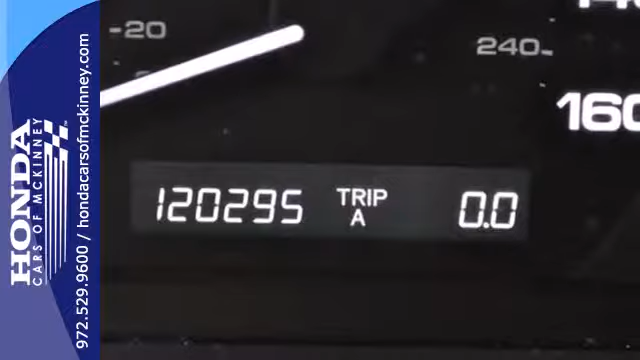 HONDA
CARS OF MCKINNEY
972.529.9600 / hondacarsofmckinney.com
-20
240-
160
120295 TRIP A 0.0